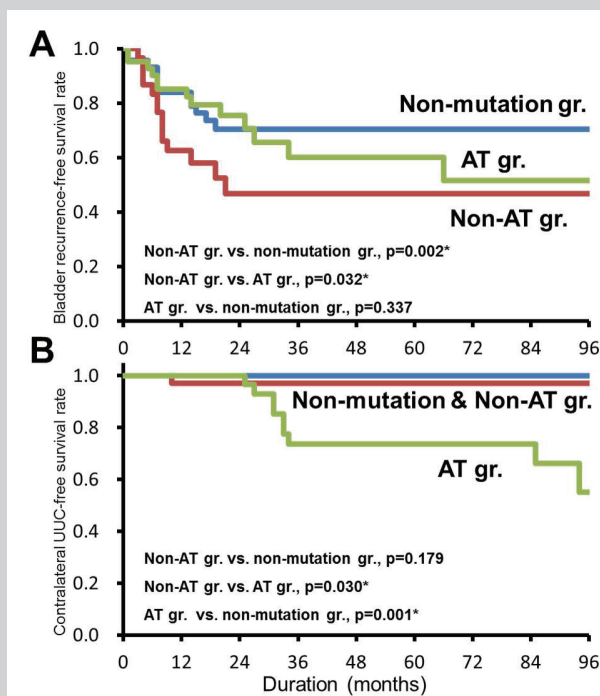 A
Bladder recurrence-free survival rate
1.0
0.8
0.6
0.4
0.2
0.0
Non-mutation gr.
AT gr.
Non-AT gr.
Non-AT gr. vs. non-mutation gr., p=0.002*
Non-AT gr. vs. AT gr., p=0.032*
AT gr. vs. non-mutation gr., p=0.337
0 12 24 36 48 60 72 84 96
B
Contralateral UUC-free survival rate
1.0
0.8
0.6
0.4
0.2
0.0
Non-mutation & Non-AT gr.
AT gr.
Non-AT gr. vs. non-mutation gr., p=0.179
Non-AT gr. vs. AT gr., p=0.030*
AT gr. vs. non-mutation gr., p=0.001*
0 12 24 36 48 60 72 84 96
Duration (months)